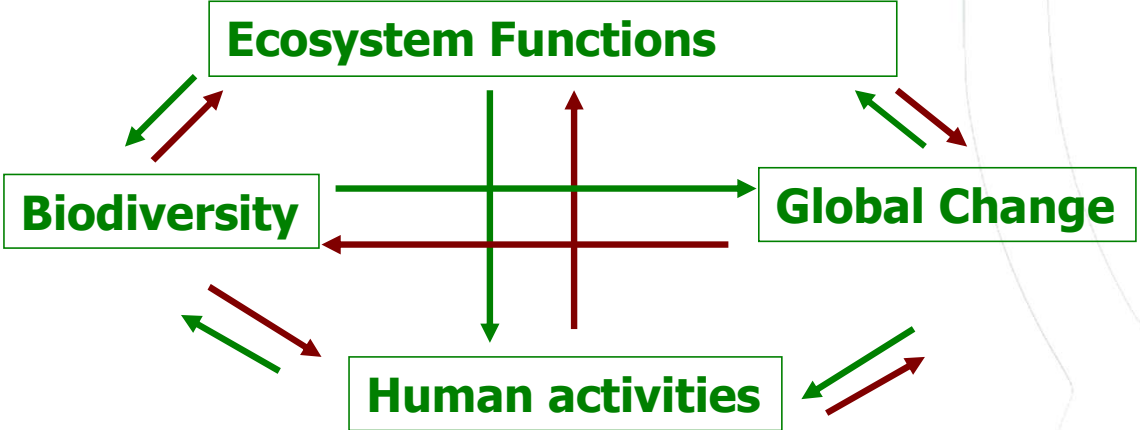 Ecosystem Functions
Biodiversity
Global Change
Human activities